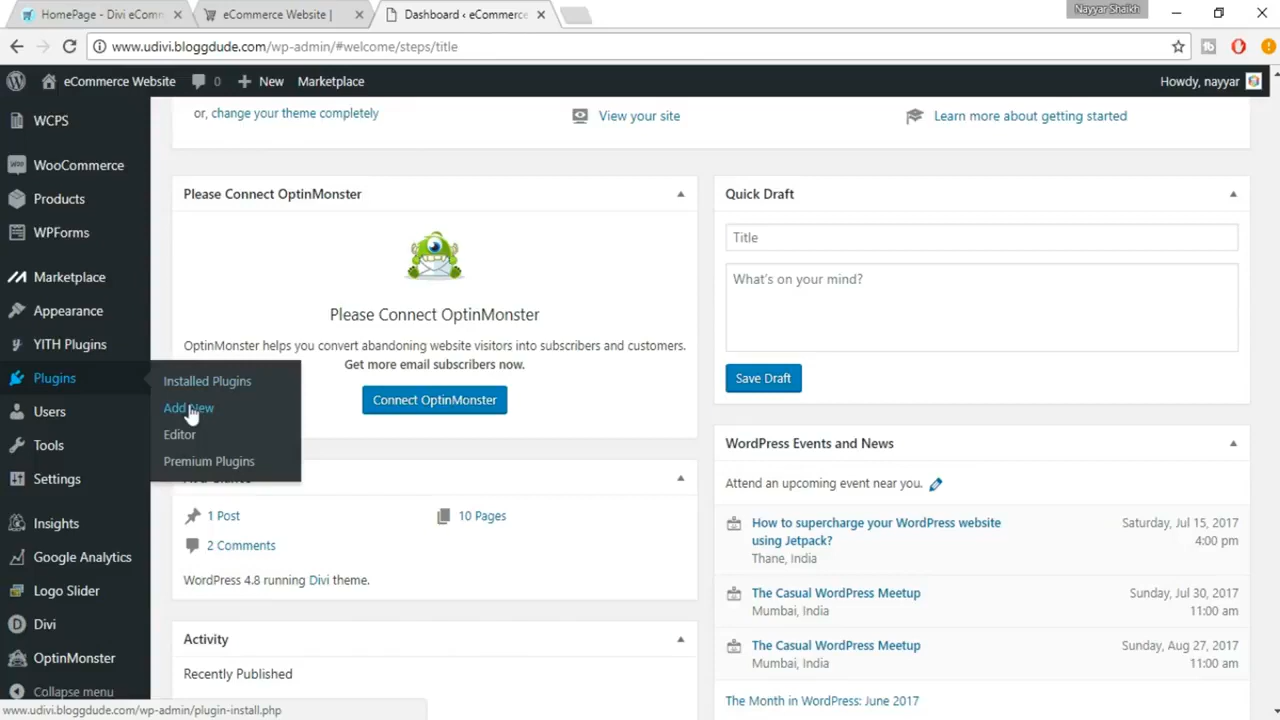 HomePage - Divi eComm
eCommerce Website |
Dashboard ‹ eCommerce
Nayyar Shaikh
www.udivi.bloggdude.com/wp-admin/#welcome/steps/title
eCommerce Website
0
New
Marketplace
Howdy, nayyar
or, change your theme completely
View your site
Learn more about getting started
WCPS
WooCommerce
Products
WPForms
Marketplace
Appearance
YITH Plugins
Plugins
Users
Tools
Settings
Insights
Google Analytics
Logo Slider
Divi
OptinMonster
Collapse menu
Installed Plugins
Add New
Editor
Premium Plugins
Please Connect OptinMonster
Please Connect OptinMonster
OptinMonster helps you convert abandoning website visitors into subscribers and customers.
Get more email subscribers now.
Connect OptinMonster
1 Post
10 Pages
2 Comments
WordPress 4.8 running Divi theme.
Activity
Recently Published
Quick Draft
Title
What's on your mind?
Save Draft
WordPress Events and News
Attend an upcoming event near you.
How to supercharge your WordPress website
using Jetpack?
Thane, India
Saturday, Jul 15, 2017
4:00 pm
The Casual WordPress Meetup
Mumbai, India
Sunday, Jul 30, 2017
11:00 am
The Casual WordPress Meetup
Mumbai, India
Sunday, Aug 27, 2017
11:00 am
The Month in WordPress: June 2017
www.udivi.bloggdude.com/wp-admin/plugin-install.php